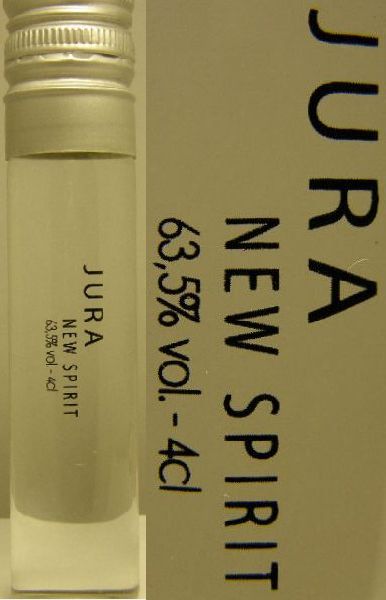 JURA
NEW SPIRIT
63,5% vol - 4cl
JURA
NEW SPIRIT
63,5% vol. - 4cl